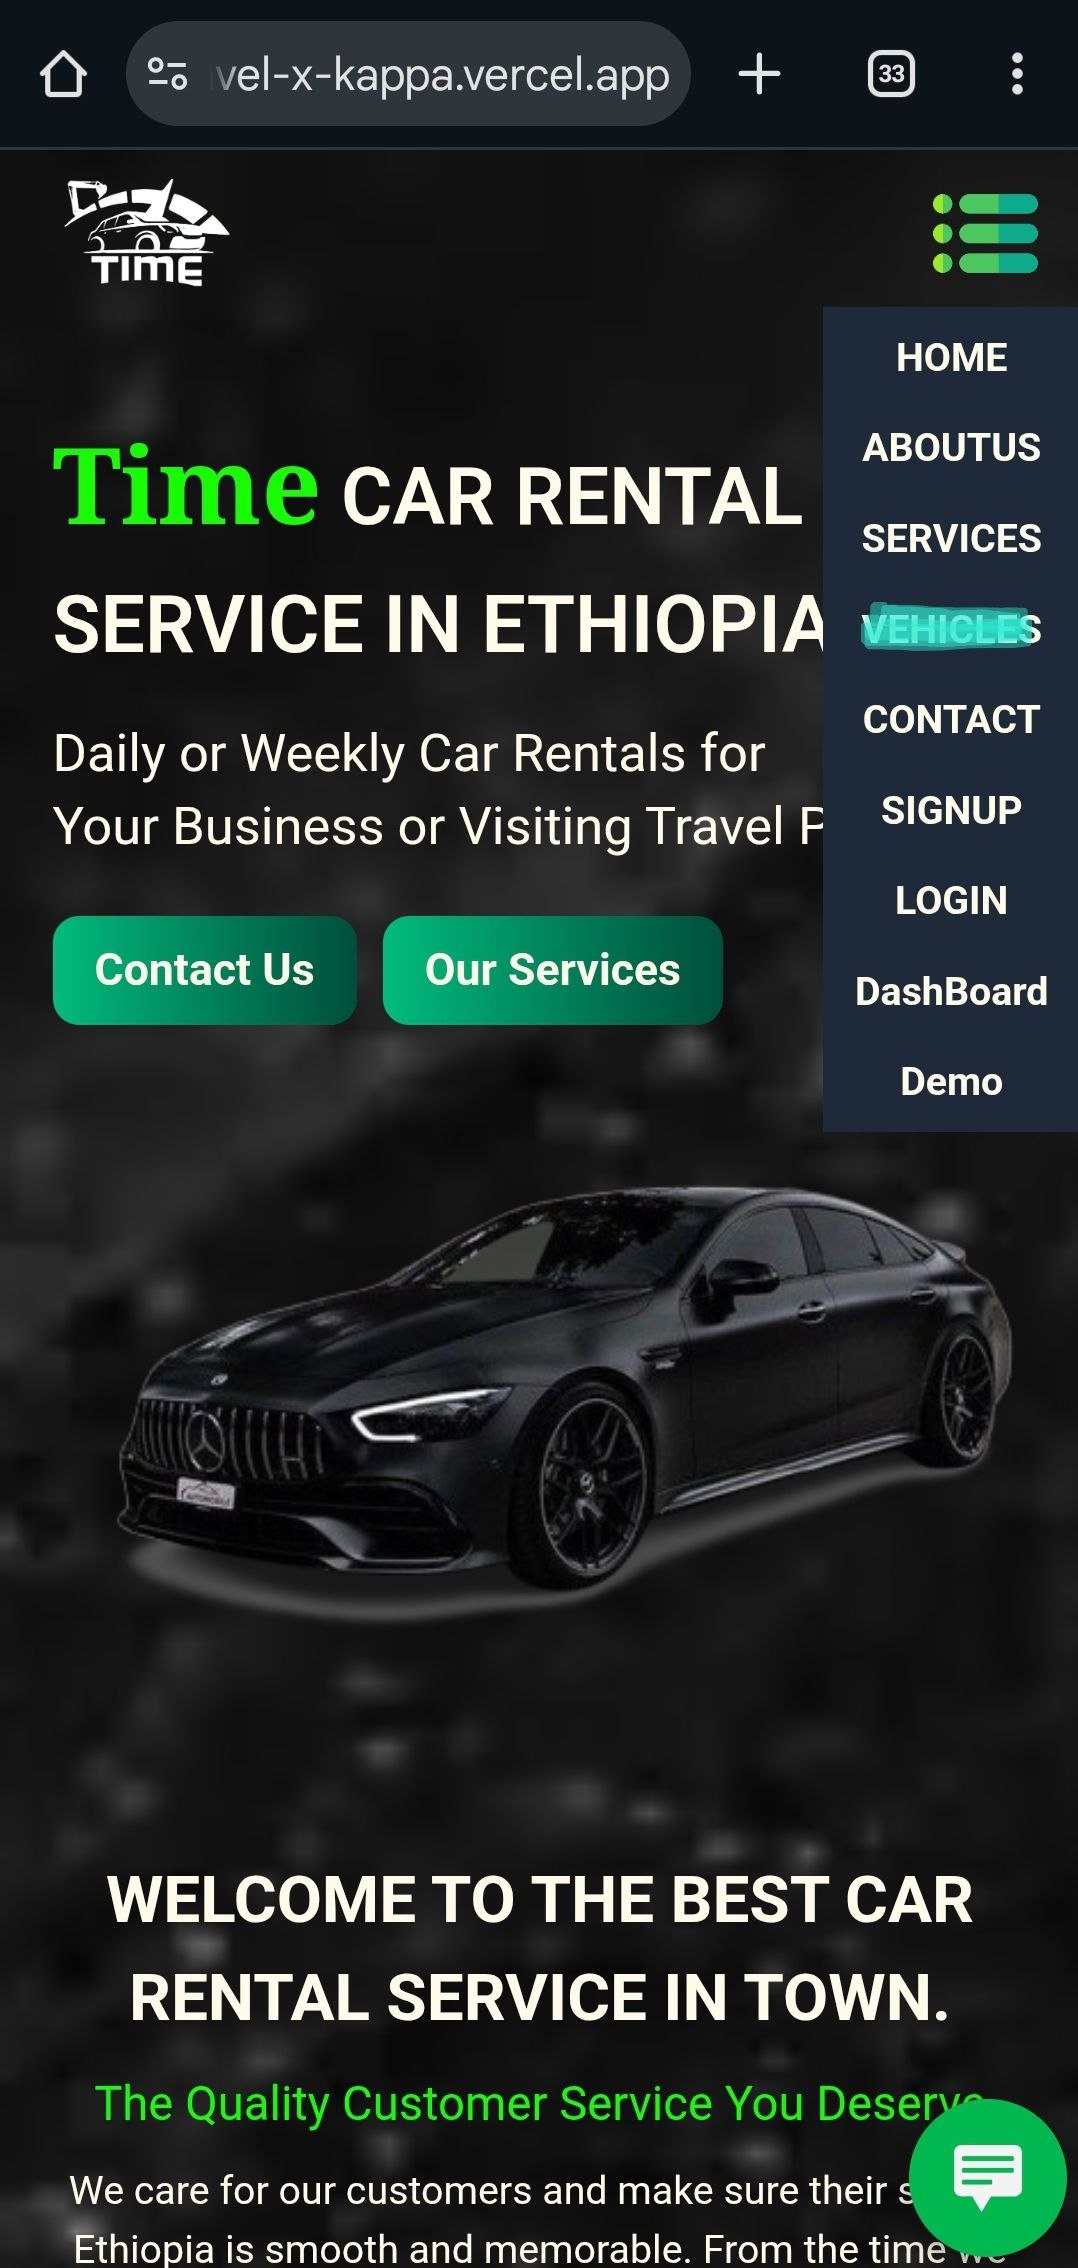 vel-x-kappa.vercel.app
33
TIME
HOME
ABOUTUS
SERVICES
VEHICLES
CONTACT
SIGNUP
LOGIN
DashBoard
Demo
Time CAR RENTAL
SERVICE IN ETHIOPIA
Daily or Weekly Car Rentals for
Your Business or Visiting Travel P
Contact Us
Our Services
WELCOME TO THE BEST CAR
RENTAL SERVICE IN TOWN.
The Quality Customer Service You Deserve
We care for our customers and make sure their s
Ethiopia is smooth and memorable. From the time we